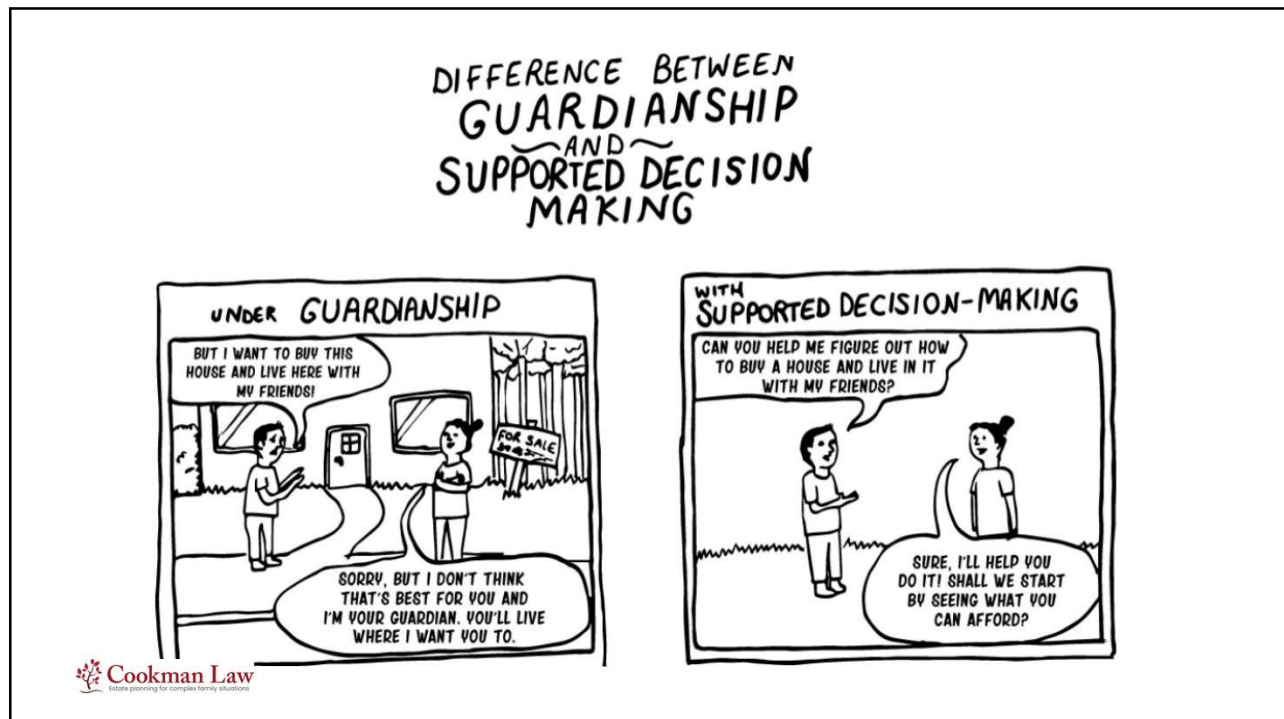 DIFFERENCE BETWEEN
GUARDIANSHIP
AND
SUPPORTED DECISION
MAKING
UNDER GUARDIANSHIP
BUT I WANT TO BUY THIS
HOUSE AND LIVE HERE WITH
MY FRIENDS!
FOR SALE
SORRY, BUT I DON'T THINK
THAT'S BEST FOR YOU AND
I'M YOUR GUARDIAN. YOU'LL LIVE
WHERE I WANT YOU TO.
WITH
SUPPORTED DECISION-MAKING
CAN YOU HELP ME FIGURE OUT HOW
TO BUY A HOUSE AND LIVE IN IT
WITH MY FRIENDS?
SURE, I'LL HELP YOU
DO IT! SHALL WE START
BY SEEING WHAT YOU
CAN AFFORD?
Cookman Law
Estate planning for complex family situations